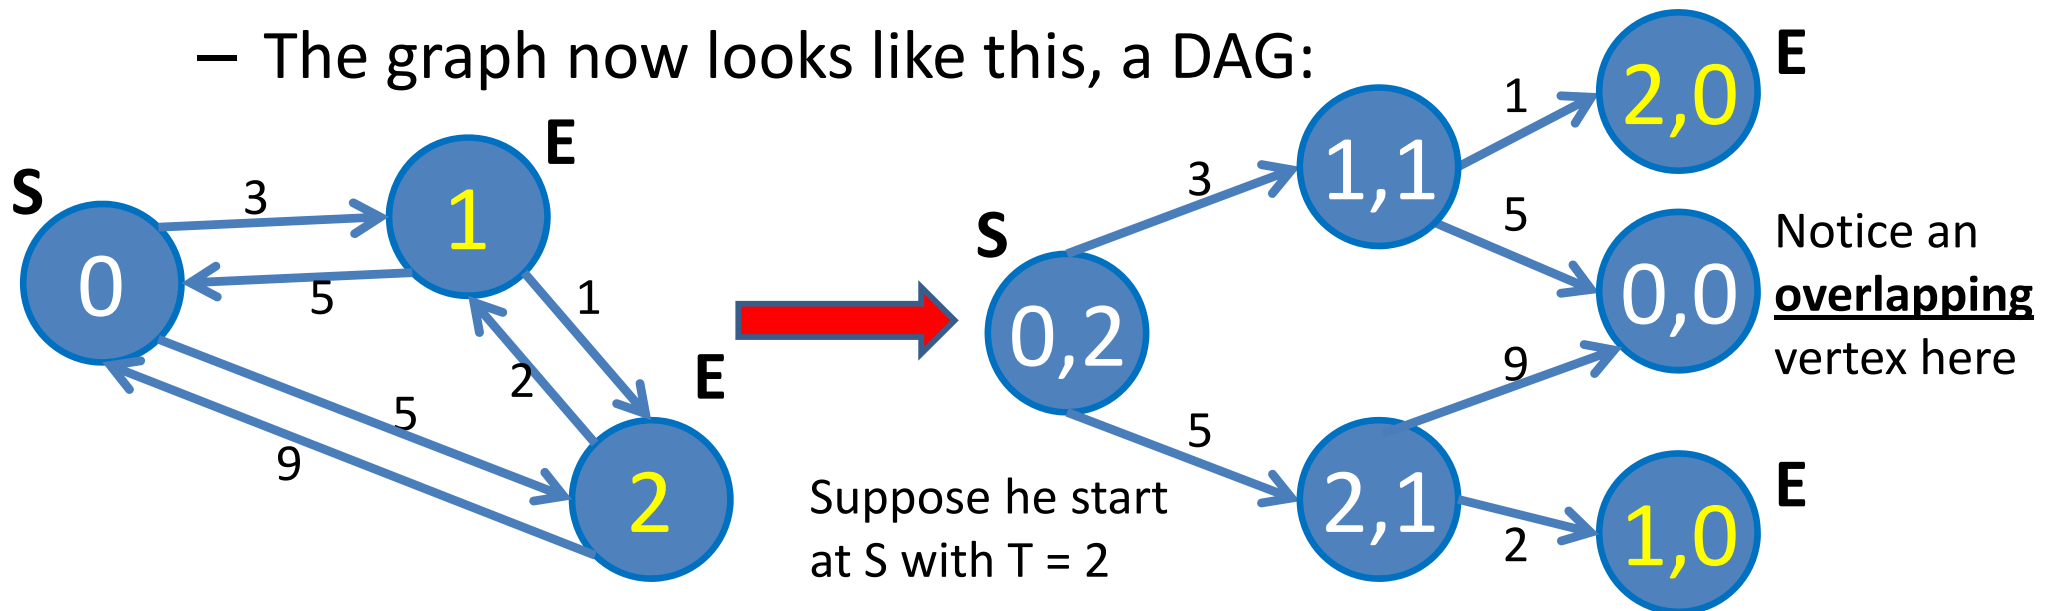 – The graph now looks like this, a DAG:
S
E
E
0
1
2
3
5
1
2
5
9
S
0,2
3
5
1,1
2,1
1
5
9
2
2,0
E
0,0
1,0
E
Notice an
overlapping
vertex here
Suppose he start
at S with T = 2